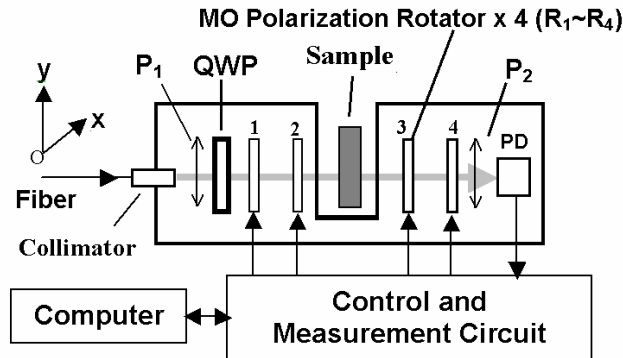 MO Polarization Rotator x 4 (R₁~R₄)
y
x
O
P₁
QWP
Sample
P₂
1
2
3
4
PD
Fiber
Collimator
Computer
Control and
Measurement Circuit